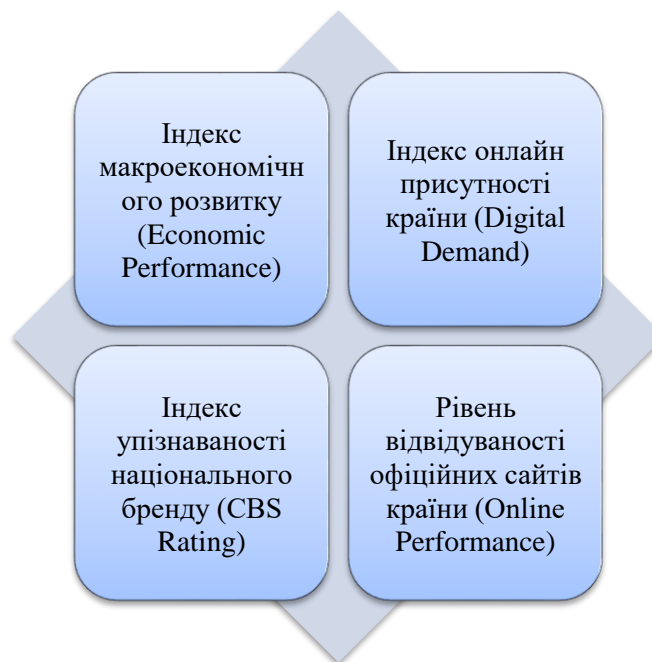 Індекс
макроекономічн
ого розвитку
(Economic
Performance)
Індекс онлайн
присутності
країни (Digital
Demand)
Індекс
упізнаваності
національного
бренду (CBS
Rating)
Рівень
відвідуваності
офіційних сайтів
країни (Online
Performance)